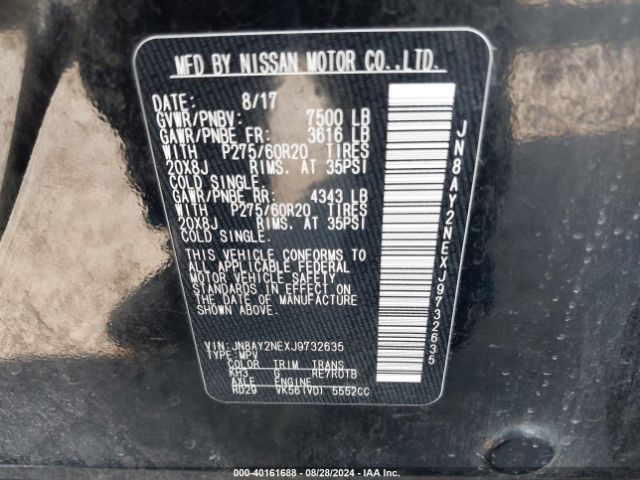 MFD BY NISSAN MOTOR CO.,LTD.
DATE: 8/17
GVWR/PNBV: 7500 LB
GAWR/PNBE FR: 3616 LB
WITH P275/60R20 TIRES
20X8J RIMS. AT 35PSI
COLD SINGLE.
GAWR/PNBE RR: 4343 LB
WITH P275/60R20 TIRES
20X8J RIMS. AT 35PSI
COLD SINGLE.
THIS VEHICLE CONFORMS TO
ALL APPLICABLE FEDERAL
MOTOR VEHICLE SAFETY
STANDARDS IN EFFECT ON
THE DATE OF MANUFACTURE
SHOWN ABOVE.
VIN: JN8AY2NEXJ9732635
TYPE: MPV
COLOR TRIM TRANS
KH3 G RE7R01B
AXLE ENGINE
RD29 VK56(VD) 5552CC
JN8AY2NEXJ9732635
000-40161688 - 08/28/2024 - IAA Inc.